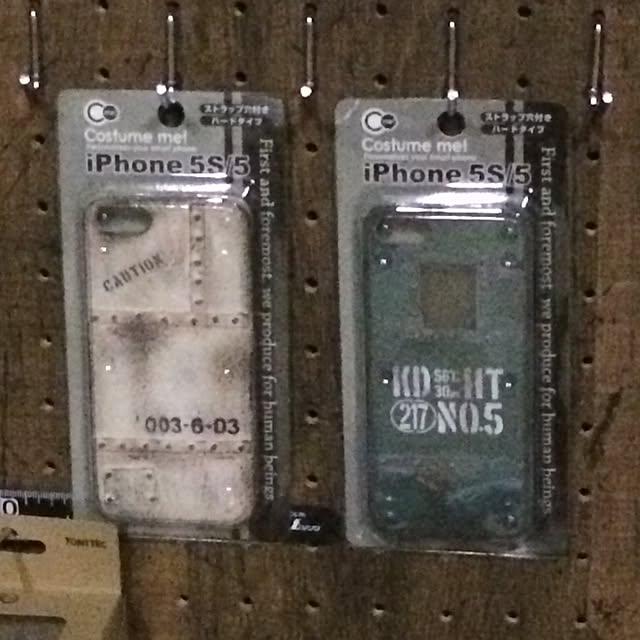 ストラップ穴付き
ハードタイプ
Costume me!
iPhone 5S/5
First and foremost, we produce for human beings
CAUTION
003-6-03
ストラップ穴付き
ハードタイプ
Costume me!
iPhone 5S/5
First and foremost, we produce for human beings
KD HT
217 NO.5
0